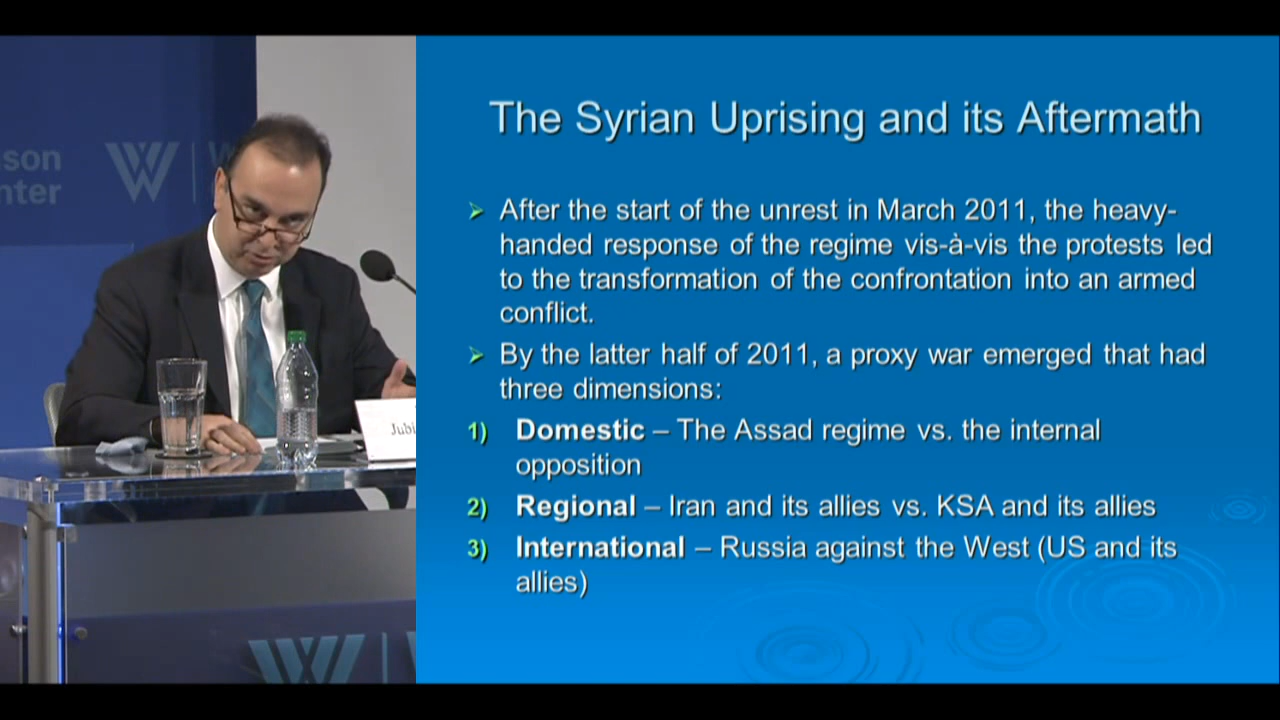 The Syrian Uprising and its Aftermath
After the start of the unrest in March 2011, the heavy-
handed response of the regime vis-à-vis the protests led
to the transformation of the confrontation into an armed
conflict.
By the latter half of 2011, a proxy war emerged that had
three dimensions:
1) Domestic – The Assad regime vs. the internal
opposition
2) Regional – Iran and its allies vs. KSA and its allies
3) International – Russia against the West (US and its
allies)